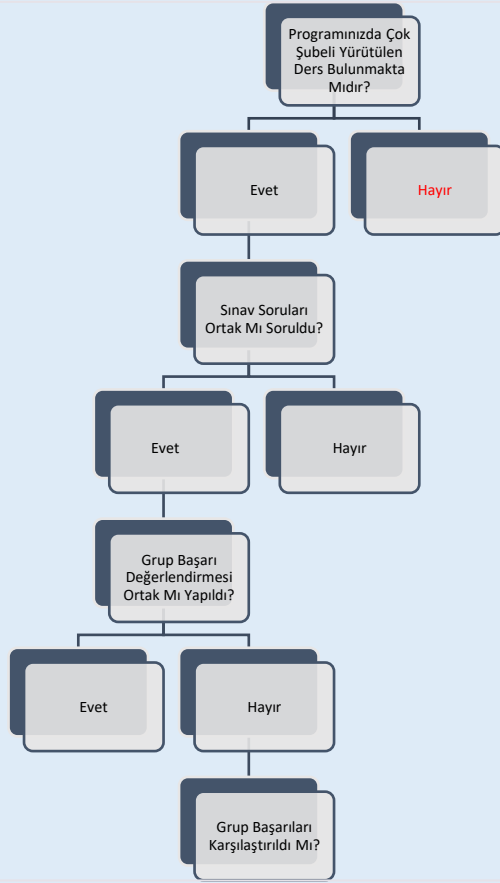 Programınızda Çok
Şubeli Yürütülen
Ders Bulunmakta
Mıdır?
Evet
Hayır
Sınav Soruları
Ortak Mı Soruldu?
Evet
Hayır
Grup Başarı
Değerlendirmesi
Ortak Mı Yapıldı?
Evet
Hayır
Grup Başarıları
Karşılaştırıldı Mı?